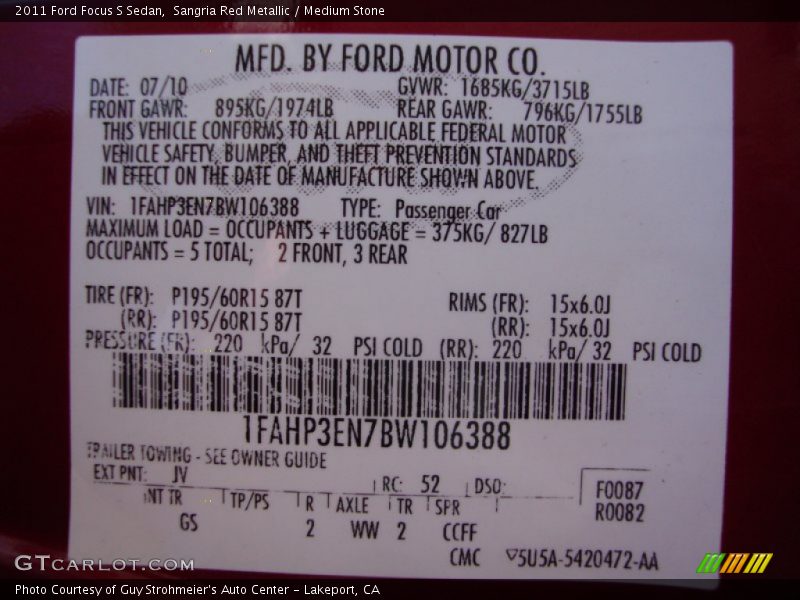 2011 Ford Focus S Sedan,  Sangria Red Metallic / Medium Stone
MFD. BY FORD MOTOR CO.
DATE: 07/10 GVWR: 1685KG/3715LB
FRONT GAWR: 895KG/1974LB REAR GAWR: 796KG/1755LB
THIS VEHICLE CONFORMS TO ALL APPLICABLE FEDERAL MOTOR
VEHICLE SAFETY, BUMPER, AND THEFT PREVENTION STANDARDS
IN EFFECT ON THE DATE OF MANUFACTURE SHOWN ABOVE.
VIN: 1FAHP3EN7BW106388 TYPE: Passenger Car
MAXIMUM LOAD = OCCUPANTS + LUGGAGE = 375KG/ 827LB
OCCUPANTS = 5 TOTAL; 2 FRONT, 3 REAR
TIRE (FR): P195/60R15 87T RIMS (FR): 15x6.0J
(RR): P195/60R15 87T (RR): 15x6.0J
PRESSURE (FR): 220 kPa/ 32 PSI COLD (RR): 220 kPa/ 32 PSI COLD
1FAHP3EN7BW106388
TRAILER TOWING - SEE OWNER GUIDE
EXT PNT: JV RC: 52 DSO: F0087
INT TR TP/PS R AXLE TR SPR R0082
GS 2 WW 2 CCFF
CMC ▽5U5A-5420472-AA
GTCARLOT.COM
Photo Courtesy of Guy Strohmeier's Auto Center – Lakeport, CA